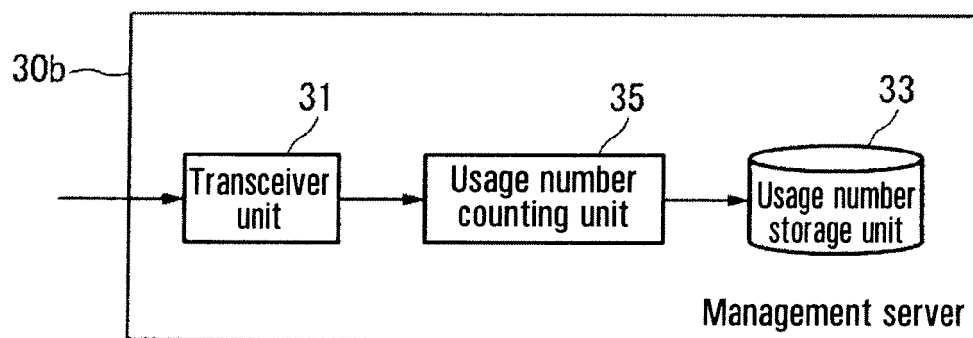 30b
31
35
33
Transceiver
unit
Usage number
counting unit
Usage number
storage unit
Management server